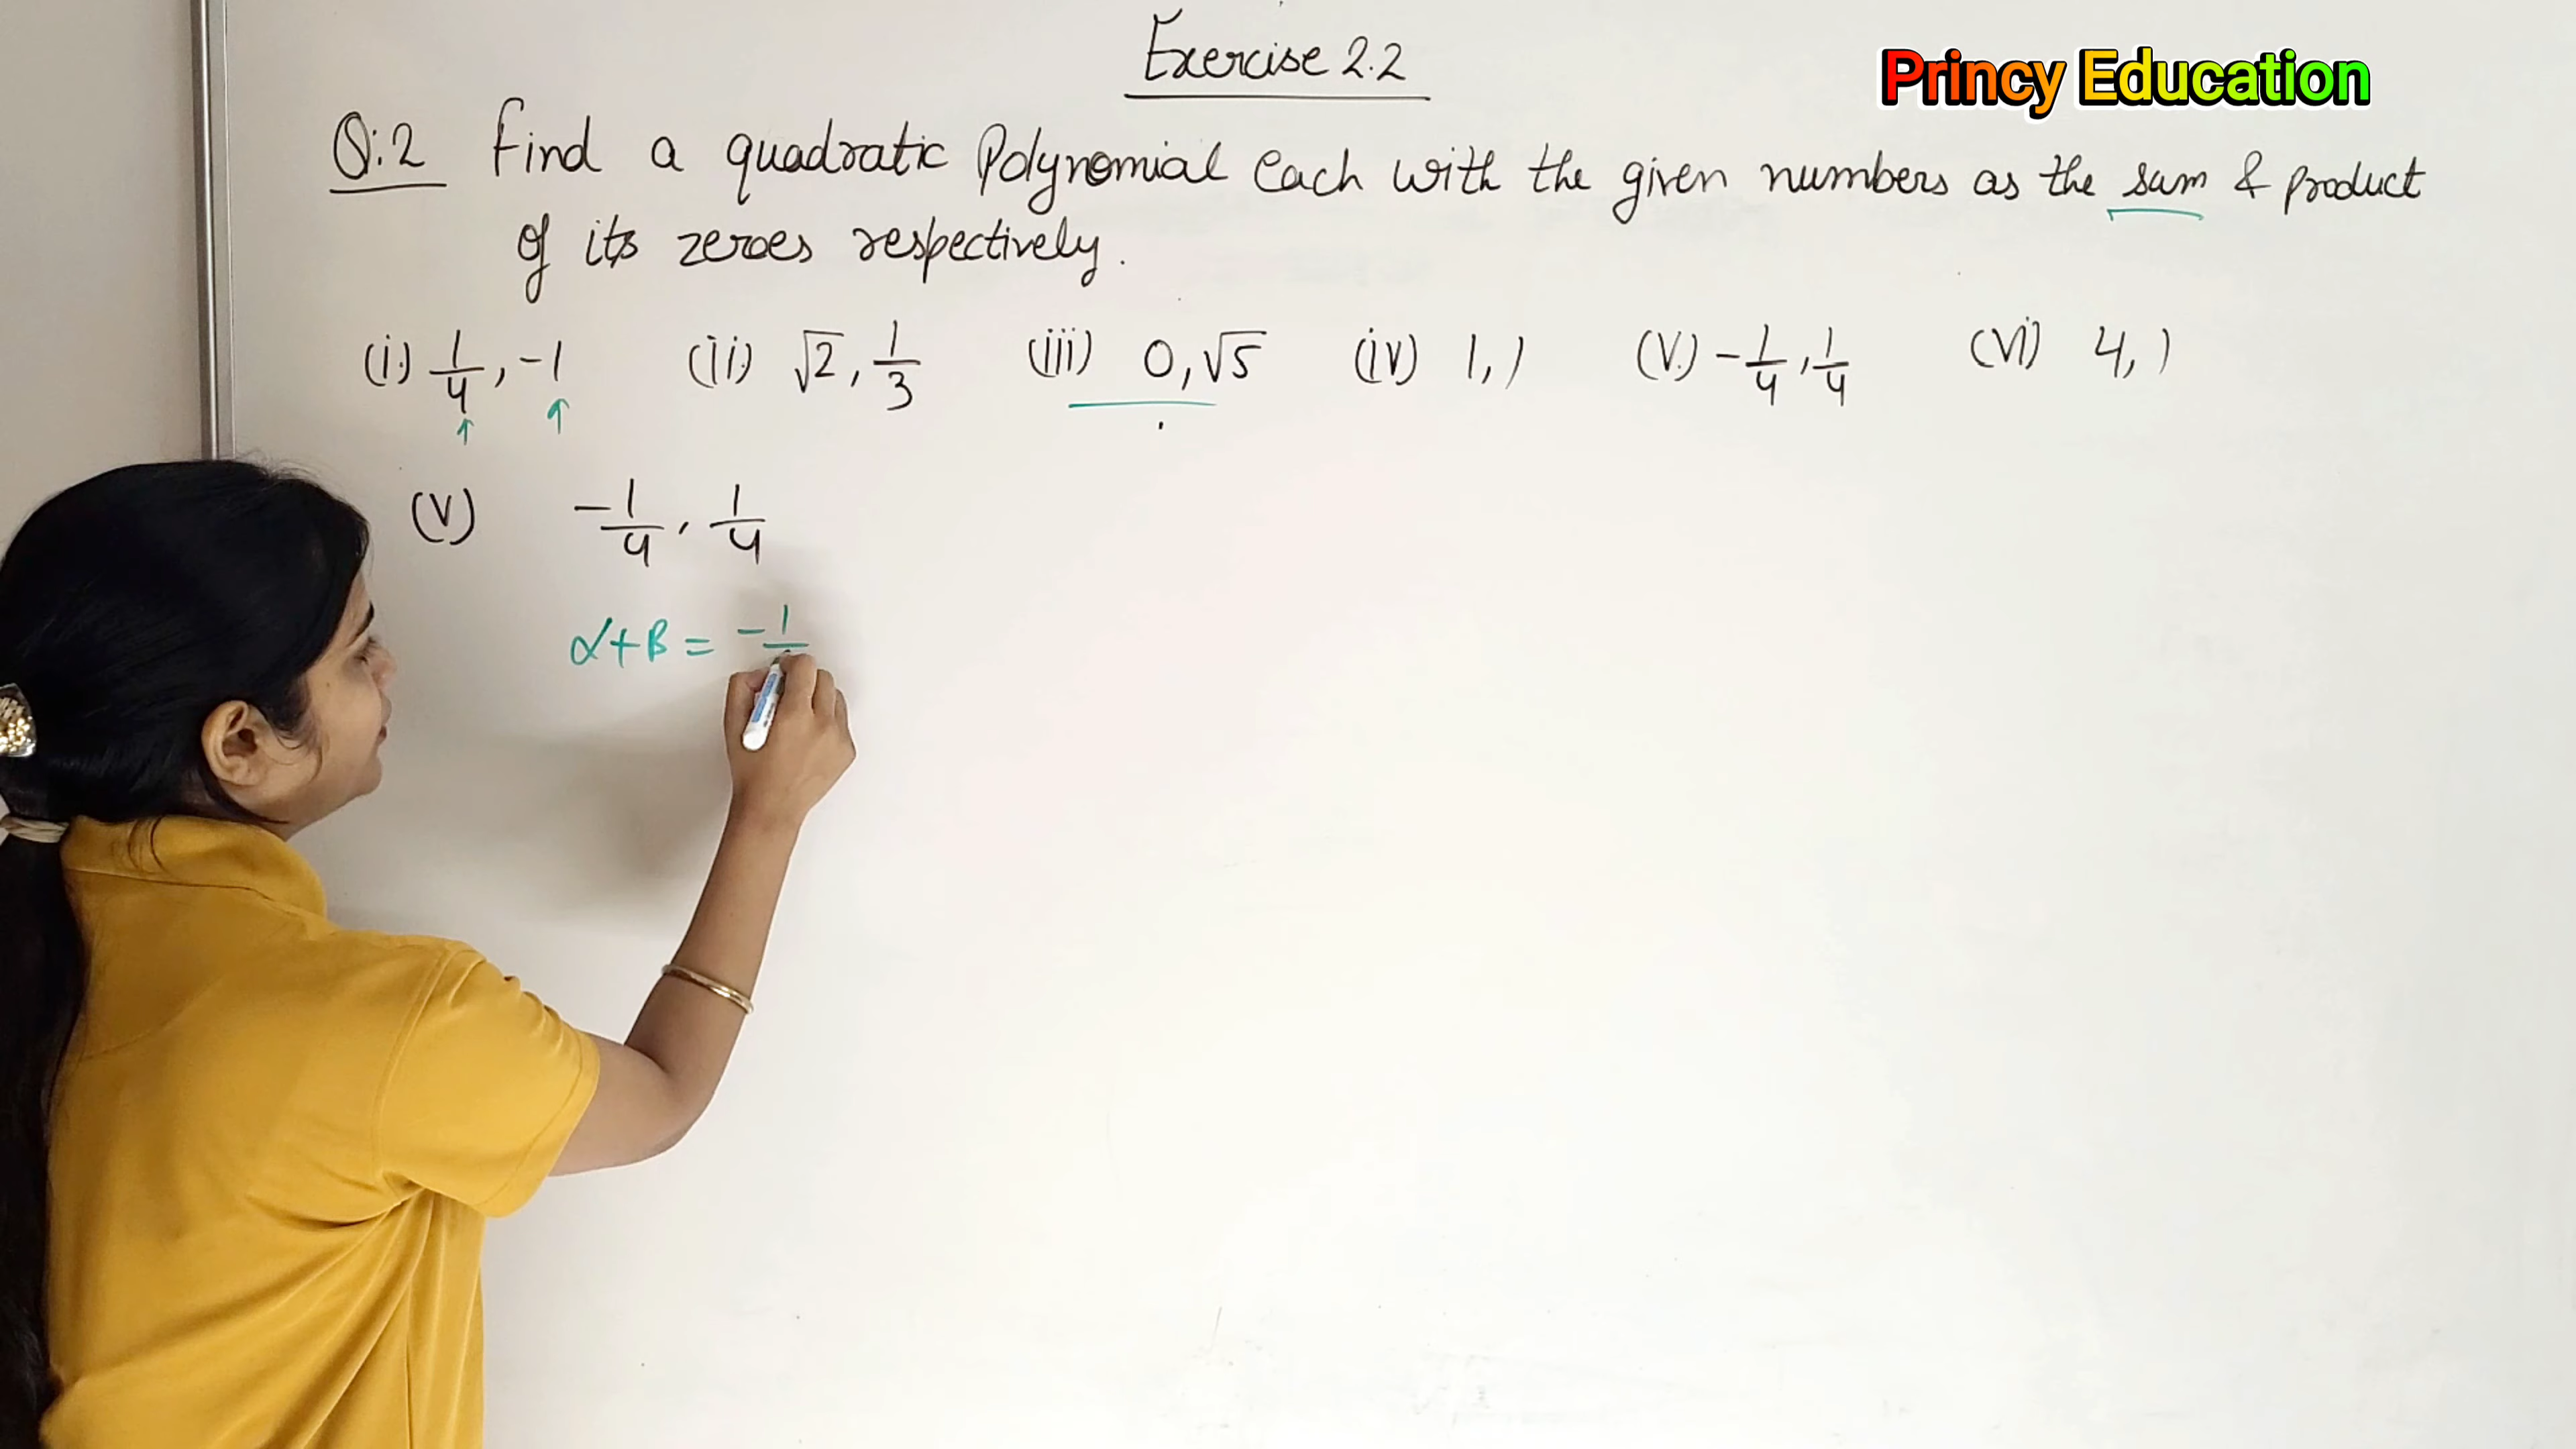 Exercise 2.2
Princy Education
Q:2 Find a quadratic Polynomial each with the given numbers as the sum & product
of its zeroes respectively.
(i) 1/4, -1 (ii) √2, 1/3 (iii) 0, √5 (iv) 1, 1 (v) -1/4, 1/4 (vi) 4, 1
(v) -1/4, 1/4
α+β = -1/